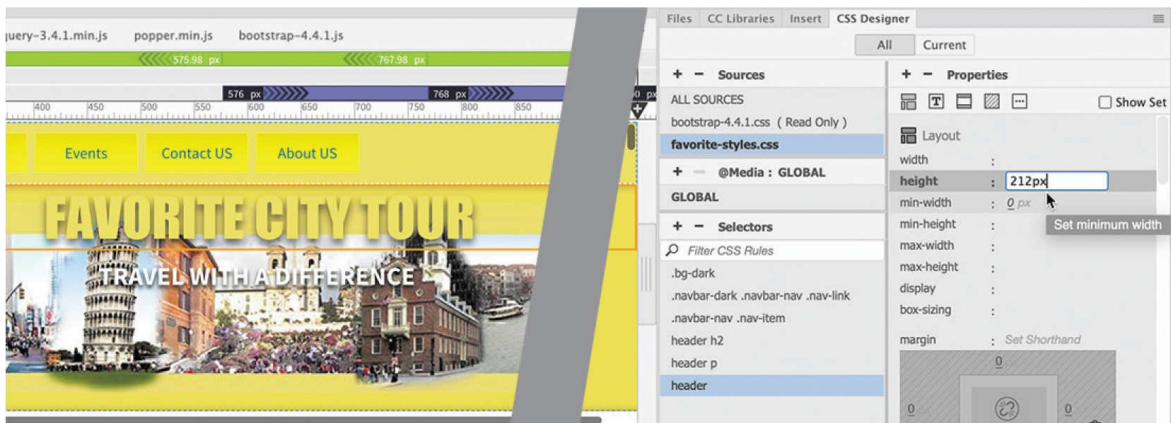 query-3.4.1.min.js popper.min.js bootstrap-4.4.1.js
575.98 px 767.98 px
576 px 768 px 0 px
400 450 500 550 600 650 700 750 800 850
Events Contact US About US
FAVORITE CITY TOUR
TRAVEL WITH A DIFFERENCE
Files CC Libraries Insert CSS Designer
All Current
+ - Sources
ALL SOURCES
bootstrap-4.4.1.css ( Read Only )
favorite-styles.css
+ - @Media : GLOBAL
GLOBAL
+ - Selectors
Filter CSS Rules
.bg-dark
.navbar-dark .navbar-nav .nav-link
.navbar-nav .nav-item
header h2
header p
header
+ - Properties
T Show Set
Layout
width :
height : 212px
min-width : 0 px
Set minimum width
min-height :
max-width :
max-height :
display :
box-sizing :
margin : Set Shorthand
0
0 0